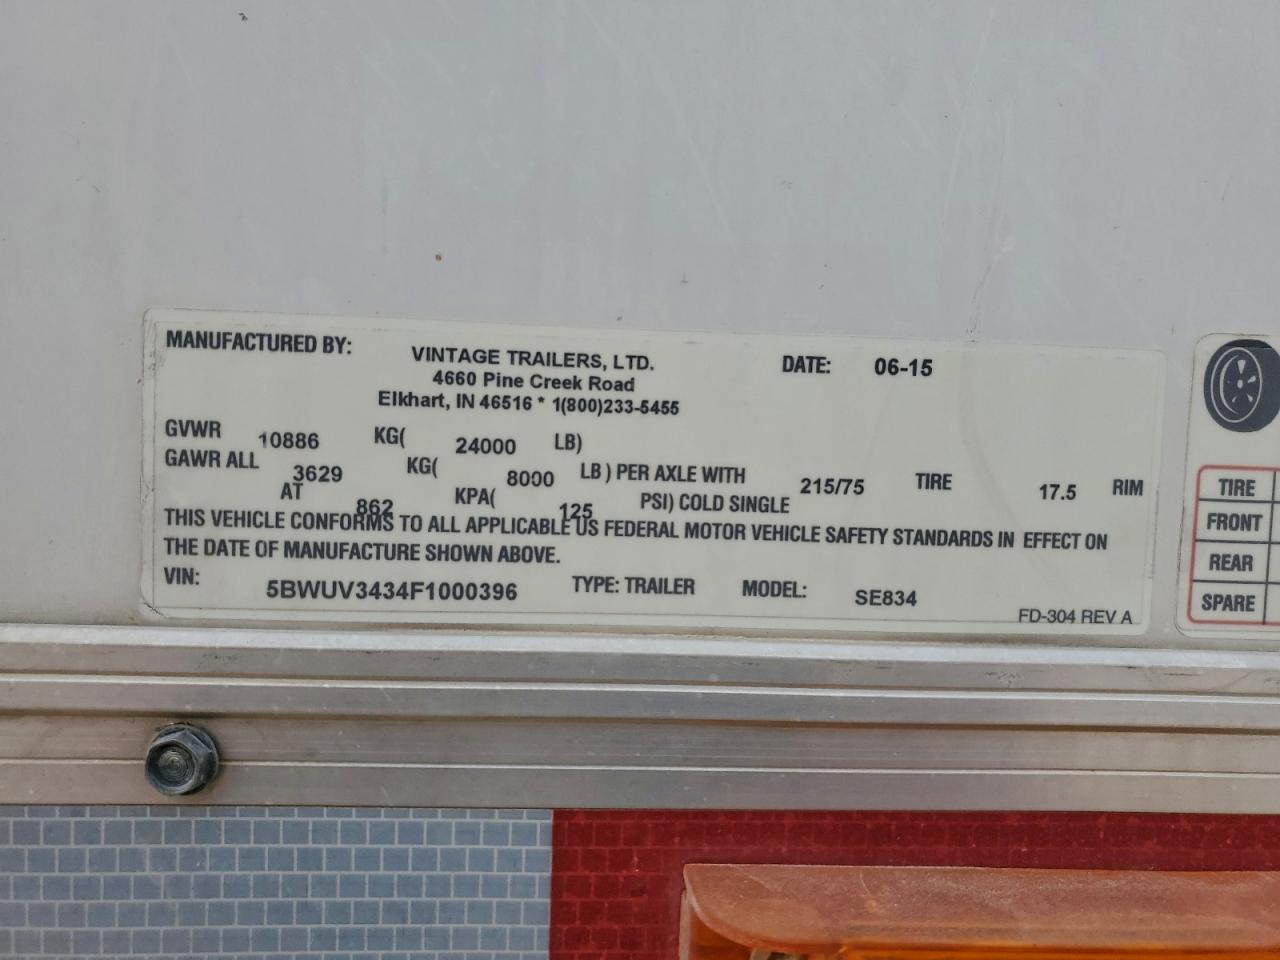 MANUFACTURED BY: VINTAGE TRAILERS, LTD. DATE: 06-15
4660 Pine Creek Road
Elkhart, IN 46516 * 1(800)233-5455
GVWR 10886 KG( 24000 LB)
GAWR ALL 3629 KG( 8000 LB ) PER AXLE WITH 215/75 TIRE 17.5 RIM
AT 862 KPA( 125 PSI) COLD SINGLE
THIS VEHICLE CONFORMS TO ALL APPLICABLE US FEDERAL MOTOR VEHICLE SAFETY STANDARDS IN EFFECT ON
THE DATE OF MANUFACTURE SHOWN ABOVE.
VIN: 5BWUV3434F1000396 TYPE: TRAILER MODEL: SE834
FD-304 REV A
TIRE
FRONT
REAR
SPARE